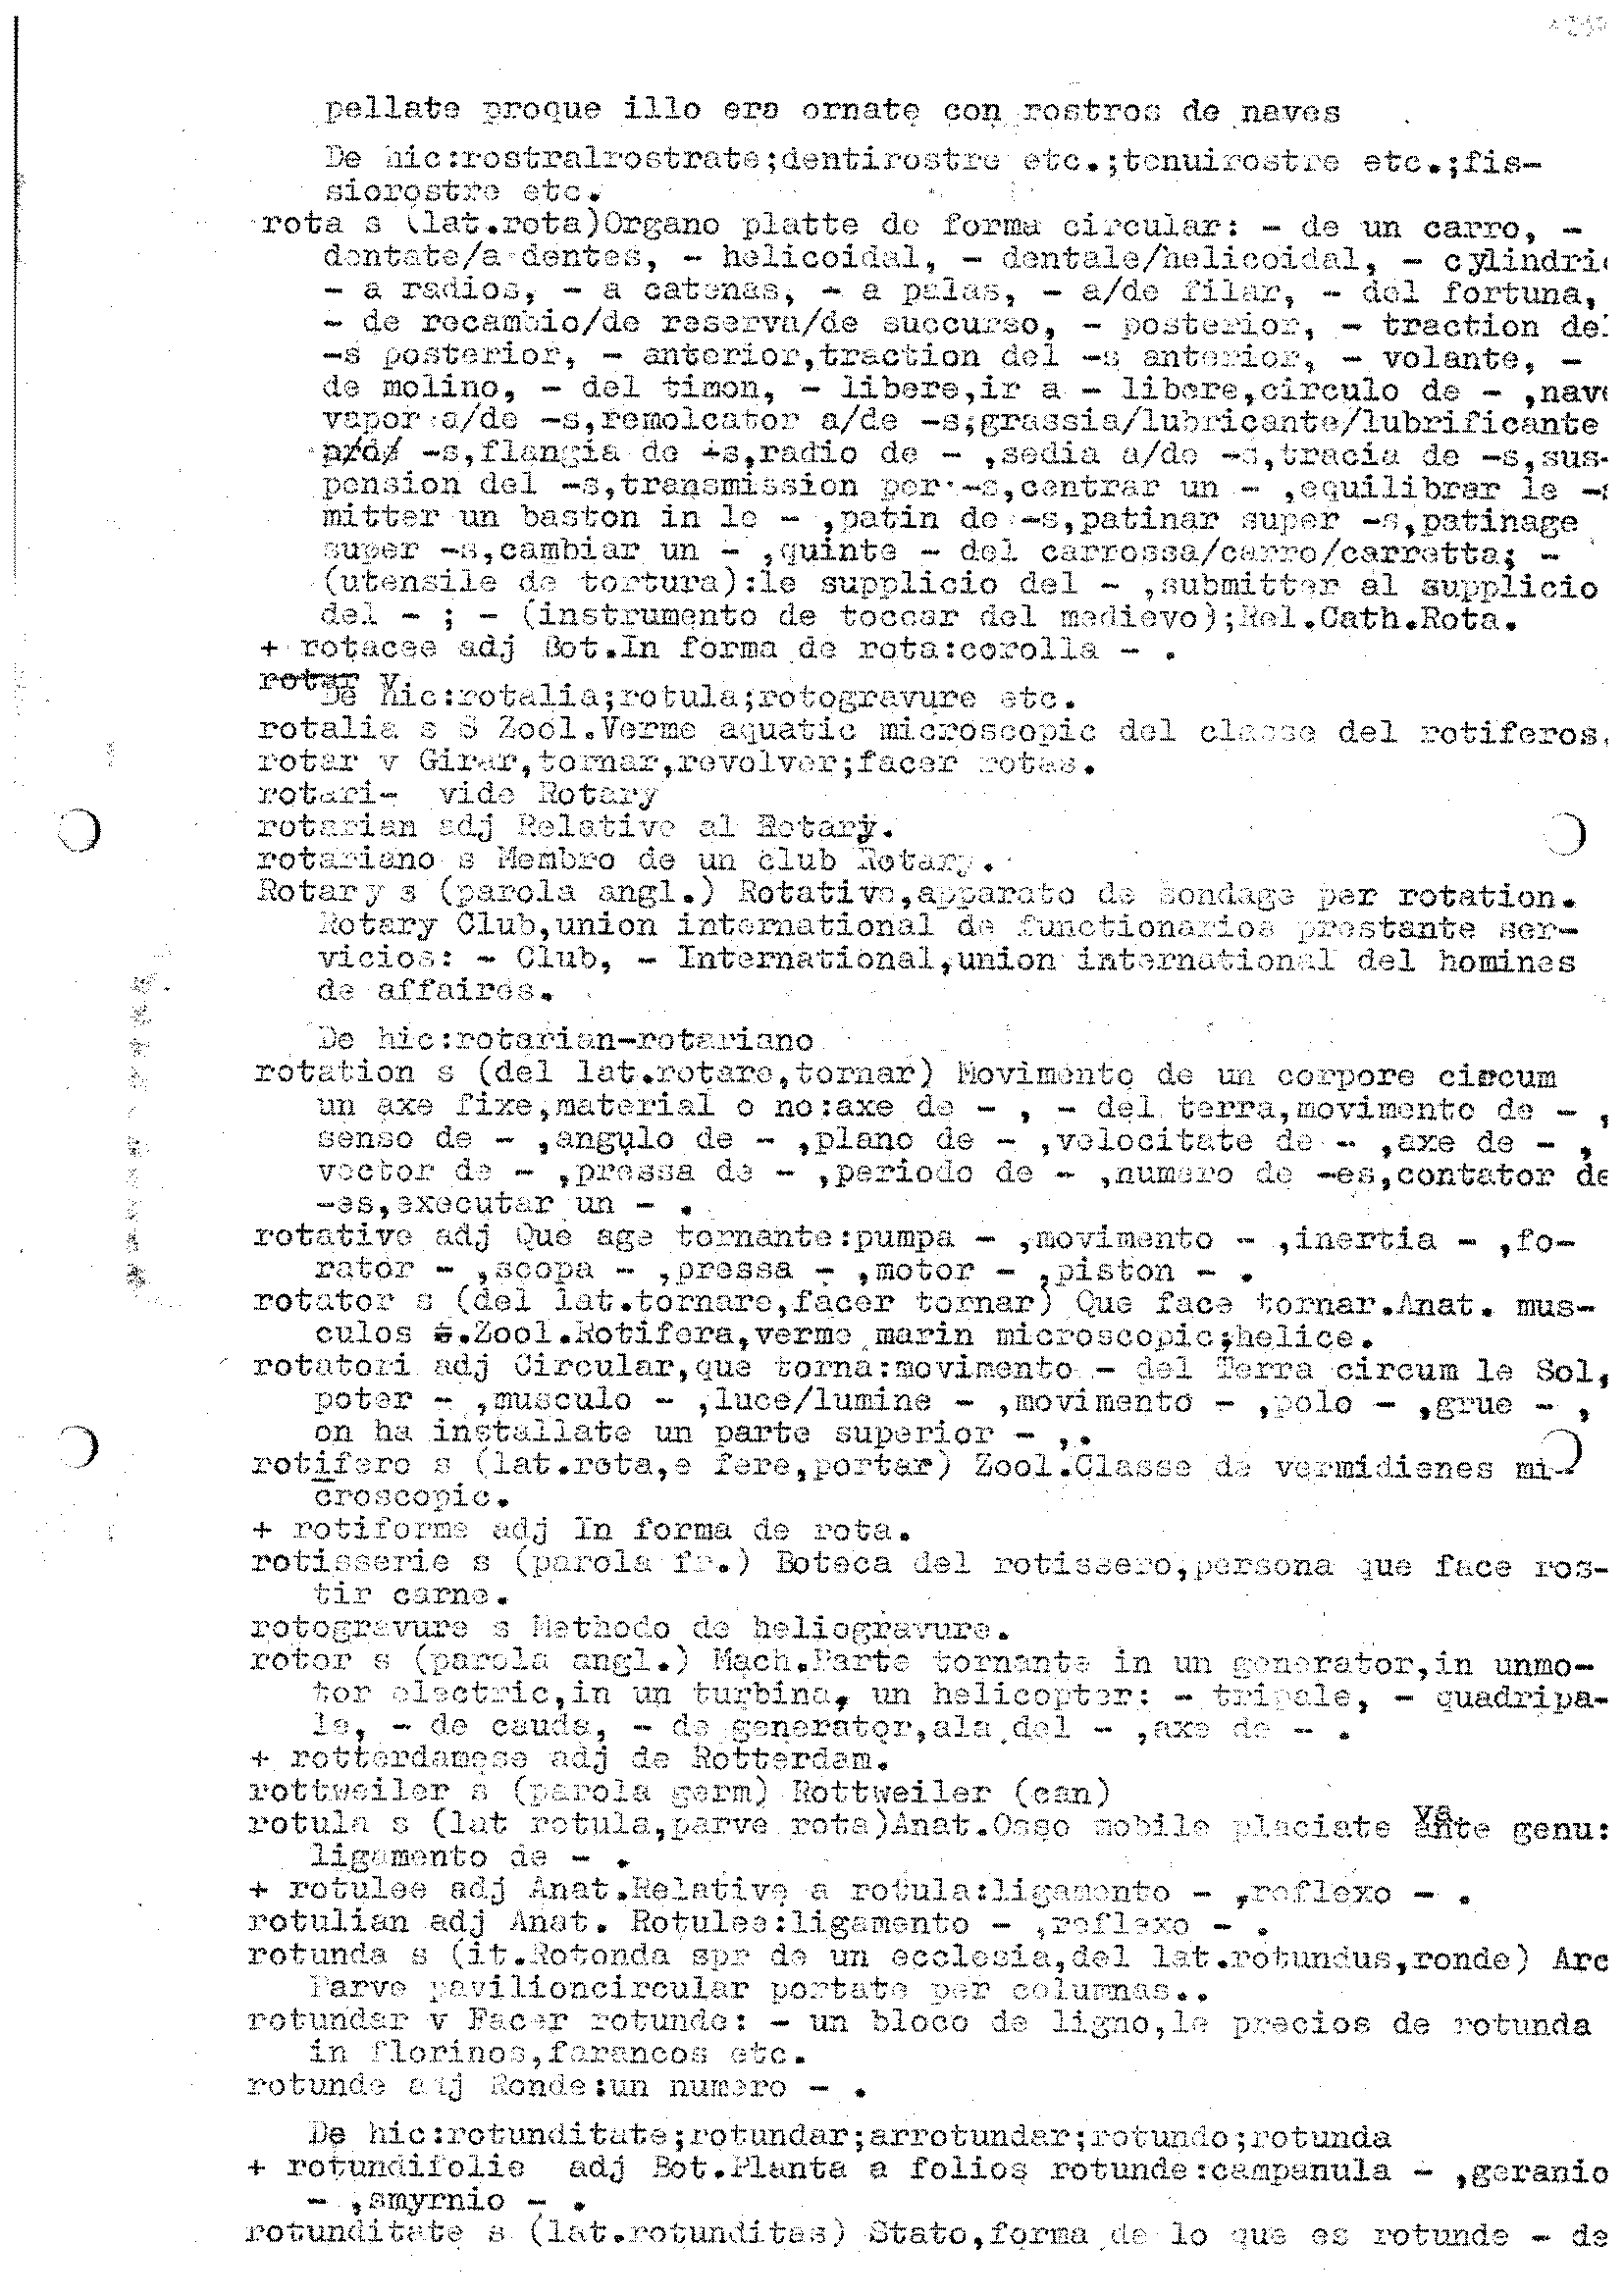 pellate proque illo era ornate con rostros de naves
De hic:rostralrostrate;dentirostre etc.;tenuirostre etc.;fis-
siorostre etc.
rota s (lat.rota)Organo platte de forma circular: - de un carro, -
dentate/a dentes, - helicoidal, - dentale/helicoidal, - cylindric
- a radios, - a catenas, - a palas, - a/de filar, - del fortuna,
- de recambio/de reserva/de succurso, - posterior, - traction del
-s posterior, - anterior,traction del -s anterior, - volante, -
de molino, - del timon, - libere,ir a - libere,circulo de - ,nave
vapor a/de -s,remolcator a/de -s;grassia/lubricante/lubrificante
-s,flangia de -s,radio de - ,sedia a/de -s,tracia de -s,sus-
pension del -s,transmission per -s,centrar un - ,equilibrar le -s
mitter un baston in le - ,patin de -s,patinar super -s,patinage
super -s,cambiar un - ,quinte - del carrossa/carro/carretta; -
(utensile de tortura):le supplicio del - ,submitter al supplicio
del - ; - (instrumento de toccar del medievo);Rel.Cath.Rota.
+ rotacee adj Bot.In forma de rota:corolla - .
rotar v
De hic:rotalia;rotula;rotogravure etc.
rotalia s S Zool.Verme aquatic microscopic del classe del rotiferos.
rotar v Girar,tornar,revolver;facer rotas.
rotari- vide Rotary
rotarian adj Relative al Rotary.
rotariano s Membro de un club Rotary.
Rotary s (parola angl.) Rotative,apparato de sondage per rotation.
Rotary Club,union international de functionarios prestante ser-
vicios: - Club, - International,union international del homines
de affaires.
De hic:rotarian-rotariano
rotation s (del lat.rotare,tornar) Movimento de un corpore circum
un axe fixe,material o no:axe de - , - del terra,movimento de - ,
senso de - ,angulo de - ,plano de - ,velocitate de - ,axe de - ,
vector de - ,pressa de - ,periodo de - ,numero de -es,contator de
-es,executar un - .
rotative adj Que age tornante:pumpa - ,movimento - ,inertia - ,fo-
rator - ,scopa - ,pressa - ,motor - ,piston - .
rotator s (del lat.tornare,facer tornar) Que face tornar.Anat. mus-
culos s.Zool.Rotifera,verme marin microscopic;helice.
rotatori adj Circular,que torna:movimento - del Terra circum le Sol,
poter - ,musculo - ,luce/lumine - ,movimento - ,polo - ,grue - ,
on ha installate un parte superior - ,.
rotifero s (lat.rota,e fere,portar) Zool.Classe de vermidienes mi-
croscopic.
+ rotiforme adj In forma de rota.
rotisserie s (parola fr.) Boteca del rotissero,persona que face ros-
tir carne.
rotogravure s Methodo de heliogravure.
rotor s (parola angl.) Mach.Parte tornante in un generator,in unmo-
tor electric,in un turbina, un helicopter: - tripale, - quadripa-
le, - de cauda, - de generator,ala del - ,axe de - .
+ rotterdamese adj de Rotterdam.
rottweiler s (parola germ) Rottweiler (can)
rotula s (lat rotula,parve rota)Anat.Osso mobile placiate avante genu:
ligamento de - .
+ rotulee adj Anat.Relative a rotula:ligamento - ,reflexo - .
rotulian adj Anat. Rotulee:ligamento - ,reflexo - .
rotunda s (it.Rotonda spr de un ecclesia,del lat.rotundus,ronde) Arc
Parve pavilioncircular portate per columnas..
rotundar v Facer rotunde: - un bloco de ligno,le precios de rotunda
in florinos,farancos etc.
rotunde adj Ronde:un numero - .
De hic:rotunditate;rotundar;arrotundar;rotundo;rotunda
+ rotundifolie adj Bot.Planta a folios rotunde:campanula - ,geranio
- ,smyrnio - .
rotunditate s (lat.rotunditas) Stato,forma de lo que es rotunde - de